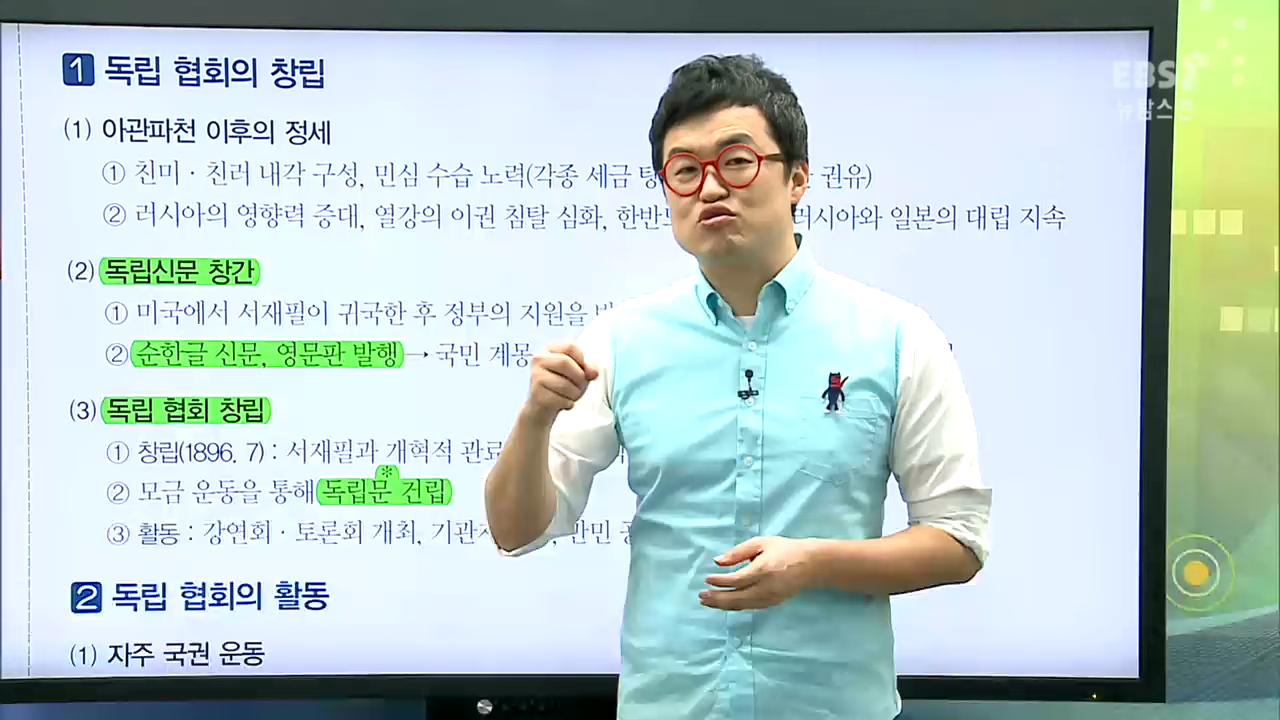 1 독립 협회의 창립
(1) 아관파천 이후의 정세
① 친미·친러 내각 구성, 민심 수습 노력(각종 세금 권유)
② 러시아의 영향력 증대, 열강의 이권 침탈 심화, 러시아와 일본의 대립 지속
(2) 독립신문 창간
① 미국에서 서재필이 귀국한 후 정부의 지원을
② 순한글 신문, 영문판 발행 → 국민 계몽
(3) 독립 협회 창립
① 창립(1896. 7) : 서재필과 개혁적
② 모금 운동을 통해 독립문* 건립
③ 활동 : 강연회·토론회 개최, 만민
2 독립 협회의 활동
(1) 자주 국권 운동
EBSi
뉴탐스런